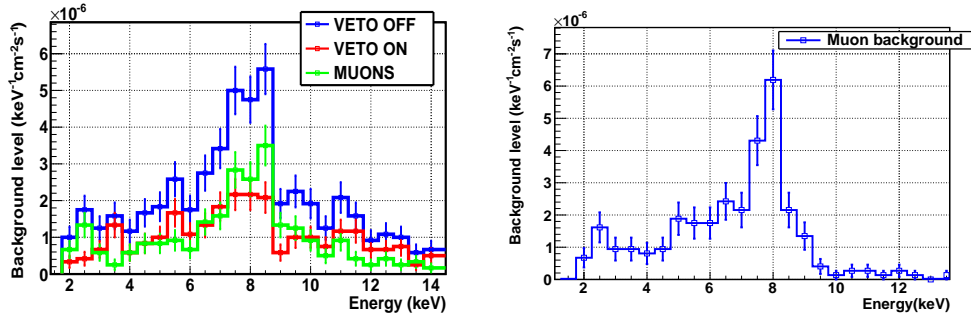 ×10⁻⁶
VETO OFF
VETO ON
MUONS
Background level (keV⁻¹cm⁻²s⁻¹)
6
5
4
3
2
1
0
2 4 6 8 10 12 14
Energy (keV)
×10⁻⁶
Muon background
Background level (keV⁻¹cm⁻²s⁻¹)
7
6
5
4
3
2
1
0
2 4 6 8 10 12
Energy(keV)